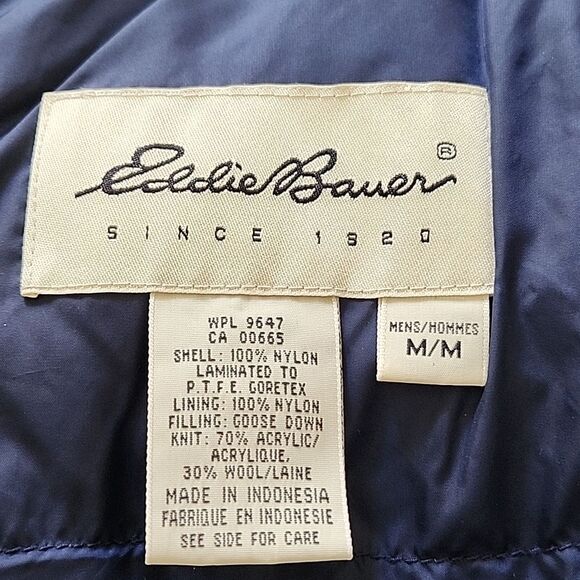 Eddie Bauer®
SINCE 1920
WPL 9647
CA 00665
SHELL: 100% NYLON
LAMINATED TO
P.T.F.E. GORETEX
LINING: 100% NYLON
FILLING: GOOSE DOWN
KNIT: 70% ACRYLIC/
ACRYLIQUE,
30% WOOL/LAINE
MADE IN INDONESIA
FABRIQUE EN INDONESIE
SEE SIDE FOR CARE
MENS/HOMMES
M/M